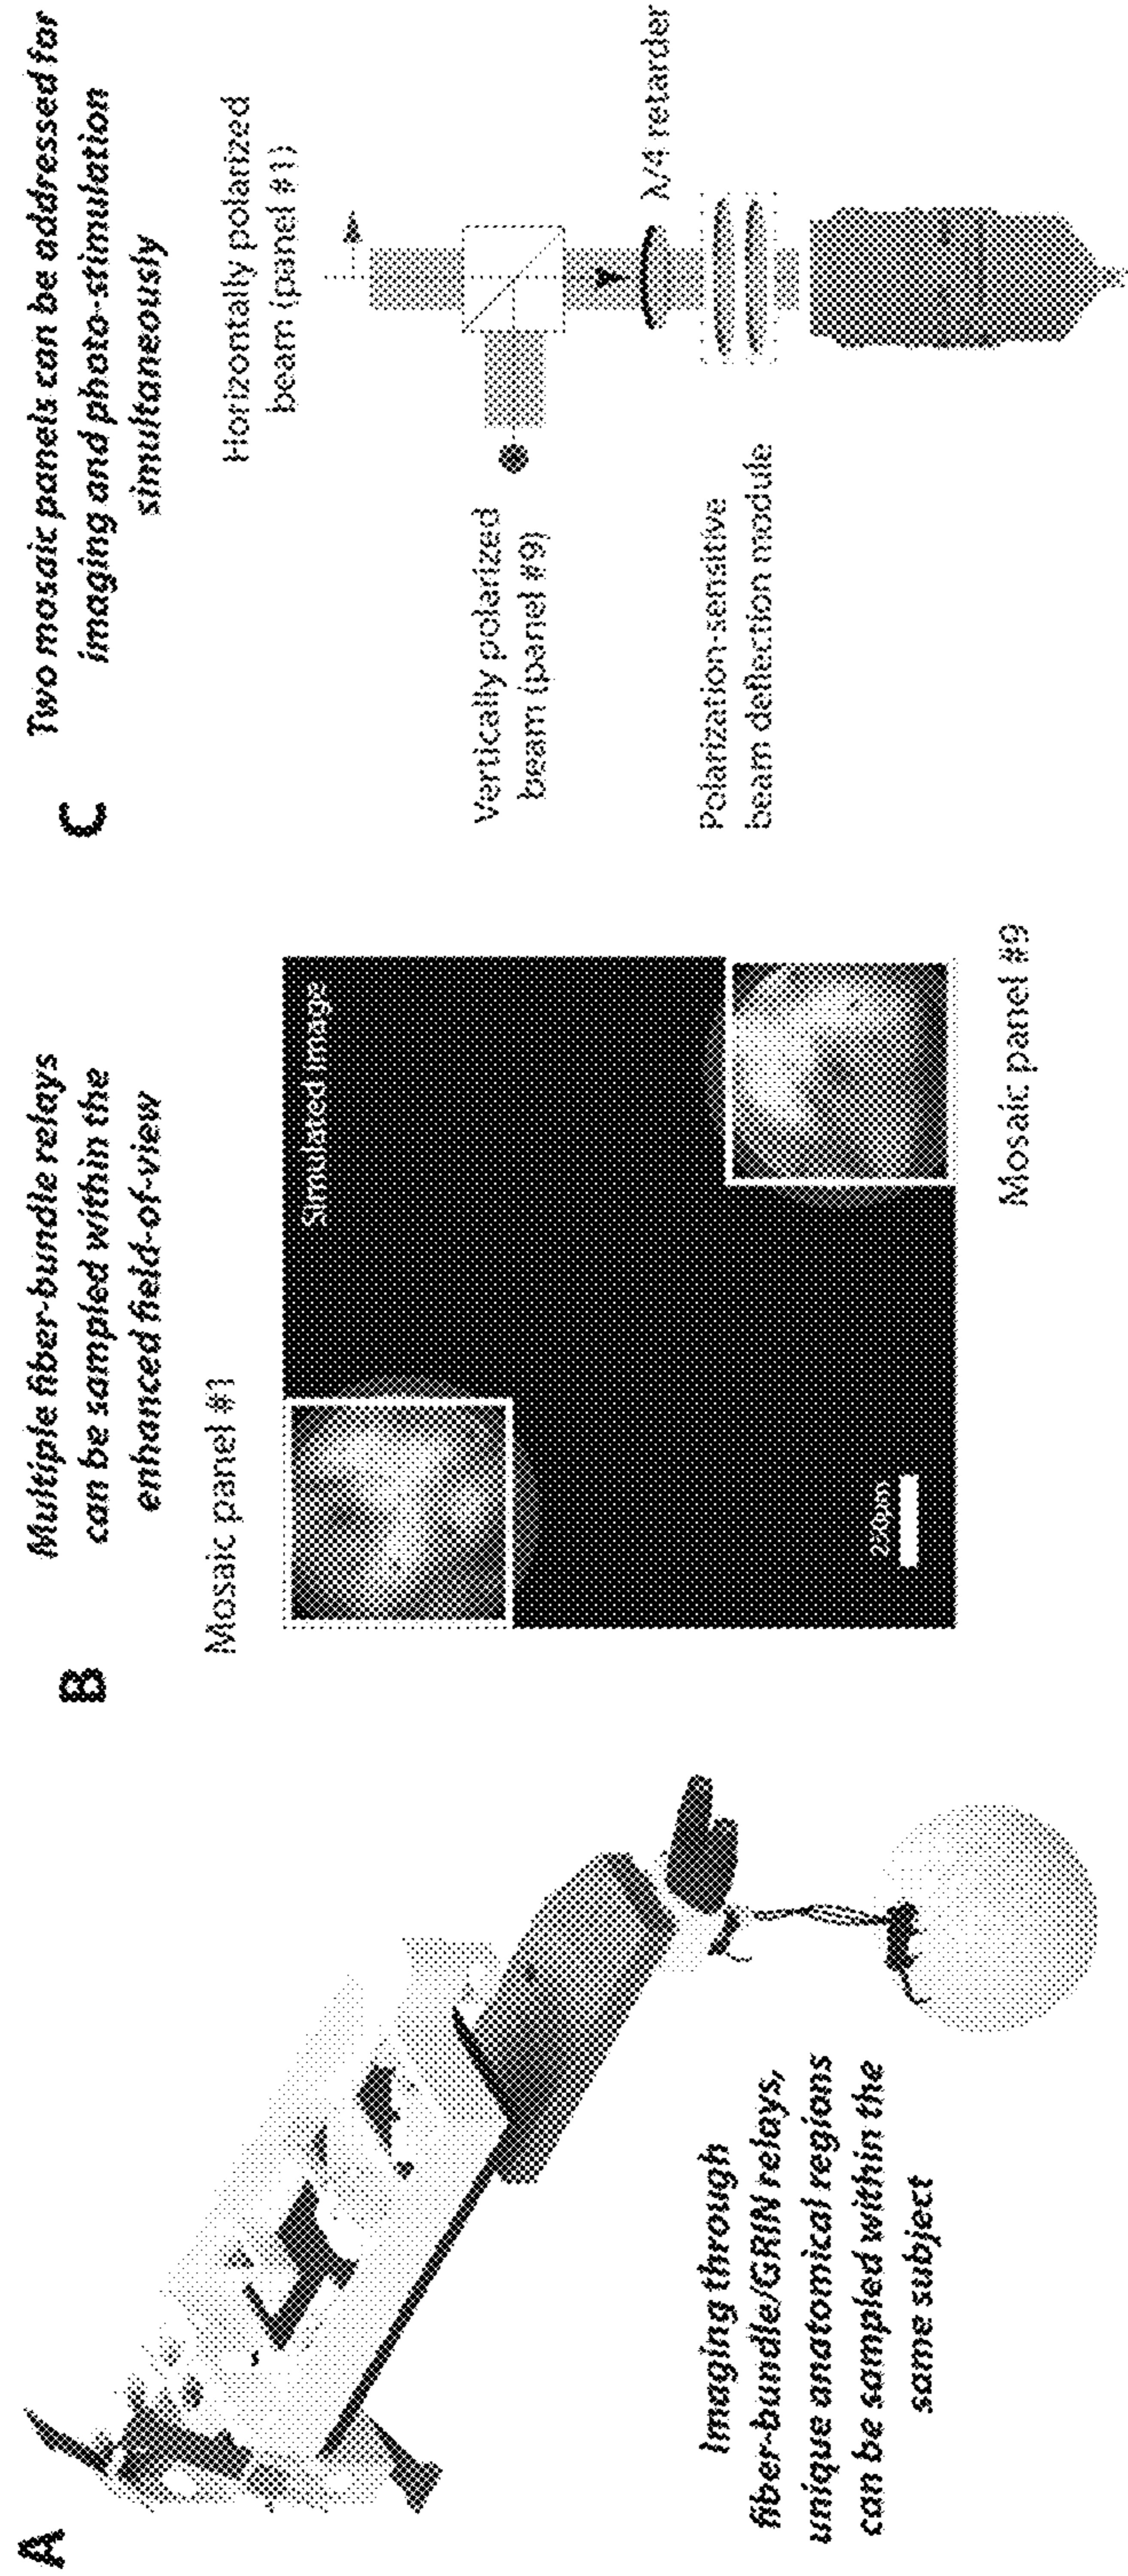 A
Imaging through
fiber-bundle/GRIN relays,
unique anatomical regions
can be sampled within the
same subject
B
Multiple fiber-bundle relays
can be sampled within the
enhanced field-of-view
Mosaic panel #1
Simulated image
250µm
Mosaic panel #9
C
Two mosaic panels can be addressed for
imaging and photo-stimulation
simultaneously
Horizontally polarized
beam (panel #1)
Vertically polarized
beam (panel #9)
λ/4 retarder
Polarization-sensitive
beam deflection module